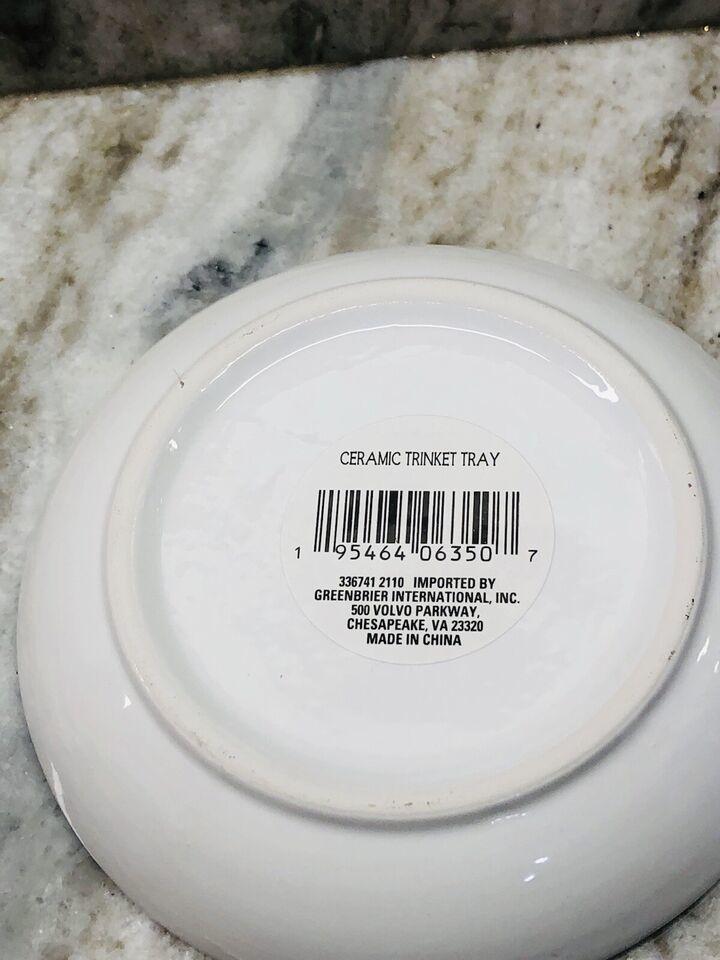 CERAMIC TRINKET TRAY
1 95464 06350 7
336741 2110 IMPORTED BY
GREENBRIER INTERNATIONAL, INC.
500 VOLVO PARKWAY,
CHESAPEAKE, VA 23320
MADE IN CHINA